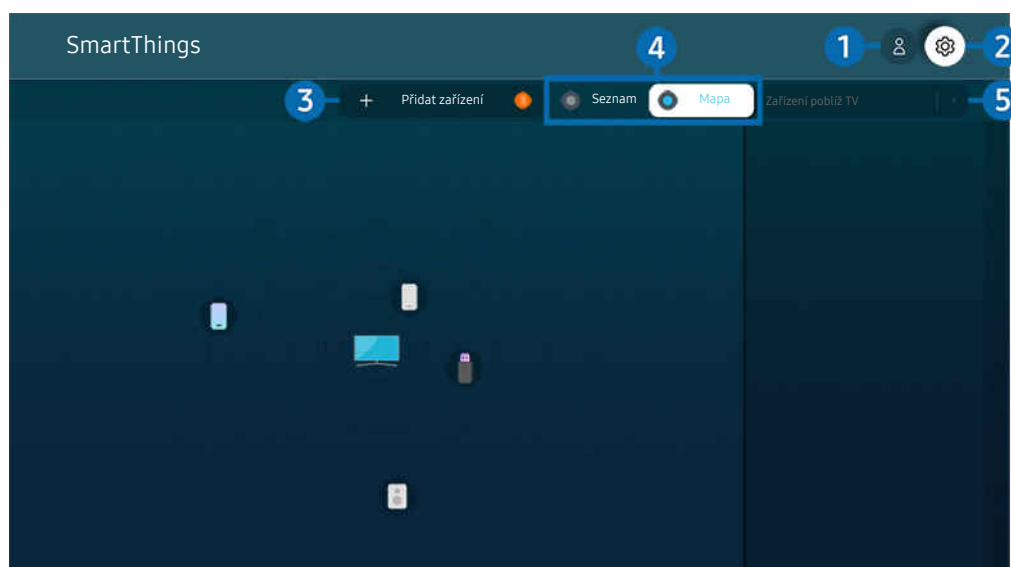 SmartThings
4
1
2
3
Přidat zařízení
Seznam
Mapa
Zařízení poblíž TV
5